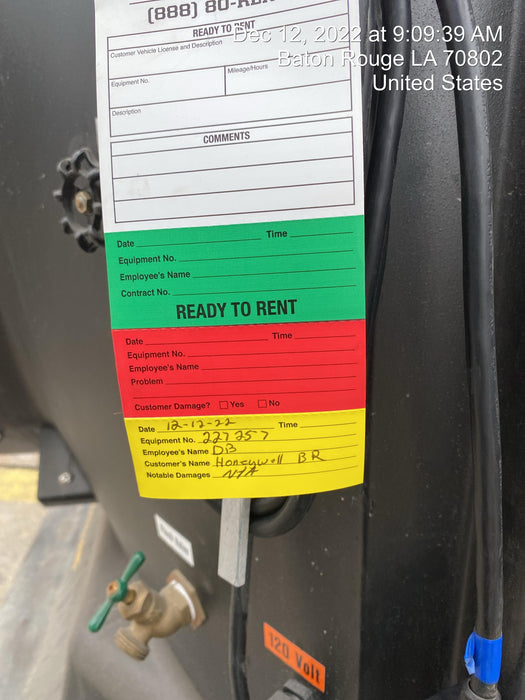 (888) 80-
Dec 12, 2022 at 9:09:39 AM
Baton Rouge LA 70802
United States
READY TO RENT
Customer Vehicle License and Description
Equipment No.
Mileage/Hours
Description
COMMENTS
Date Time
Equipment No.
Employee's Name
Contract No.
READY TO RENT
Date Time
Equipment No.
Employee's Name
Problem
Customer Damage? Yes No
Date 12-12-22 Time
Equipment No. 227257
Employee's Name DB
Customer's Name Honeywell BR
Notable Damages N/A
120 Volt